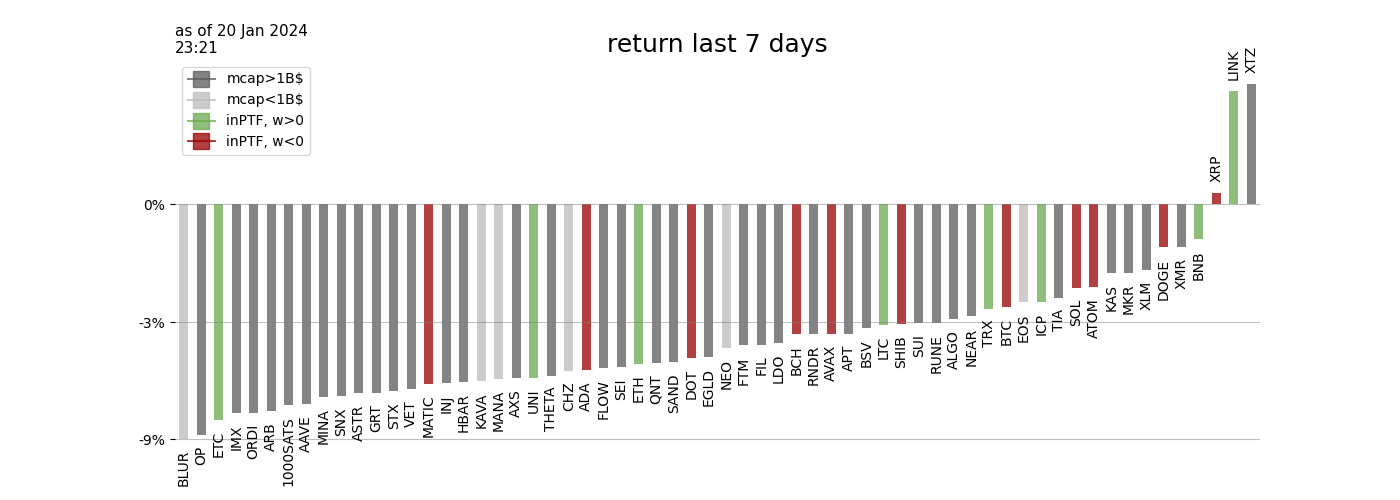 as of 20 Jan 2024
23:21
return last 7 days
mcap>1B$
mcap<1B$
inPTF, w>0
inPTF, w<0
0%
-3%
-9%
BLUR
OP
ETC
IMX
ORDI
ARB
1000SATS
AAVE
MINA
SNX
ASTR
GRT
STX
VET
MATIC
INJ
HBAR
KAVA
MANA
AXS
UNI
THETA
CHZ
ADA
FLOW
SEI
ETH
QNT
SAND
DOT
EGLD
NEO
FTM
FIL
LDO
BCH
RNDR
AVAX
APT
BSV
LTC
SHIB
SUI
RUNE
ALGO
NEAR
TRX
BTC
EOS
ICP
TIA
SOL
ATOM
KAS
MKR
XLM
DOGE
XMR
BNB
XRP
LINK
XTZ